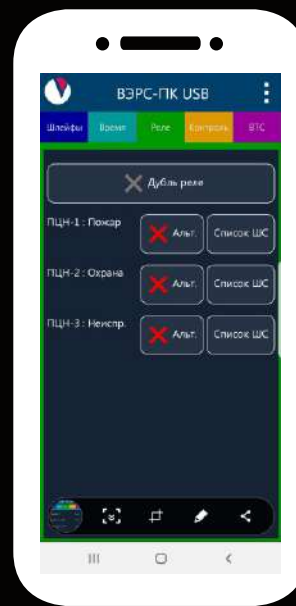 ВЭРС-ПК USB
Шлейфы Время Реле Контроль ВТС
Дубль реле
ПЦН-1 : Пожар Альт. Список ШС
ПЦН-2 : Охрана Альт. Список ШС
ПЦН-3 : Неиспр. Альт. Список ШС